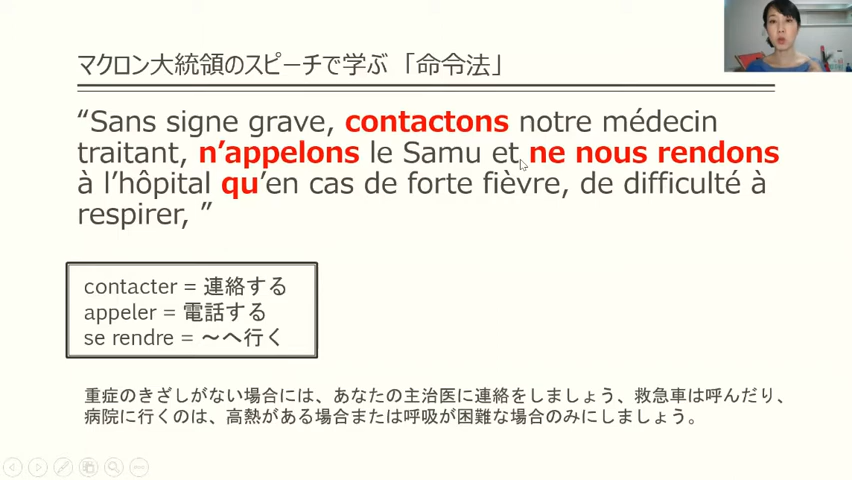 マクロン大統領のスピーチで学ぶ「命令法」
“Sans signe grave, contactons notre médecin
traitant, n’appelons le Samu et ne nous rendons
à l’hôpital qu’en cas de forte fièvre, de difficulté à
respirer, ”
contacter = 連絡する
appeler = 電話する
se rendre = ～へ行く
重症のきざしがない場合には、あなたの主治医に連絡をしましょう、救急車は呼んだり、
病院に行くのは、高熱がある場合または呼吸が困難な場合のみにしましょう。